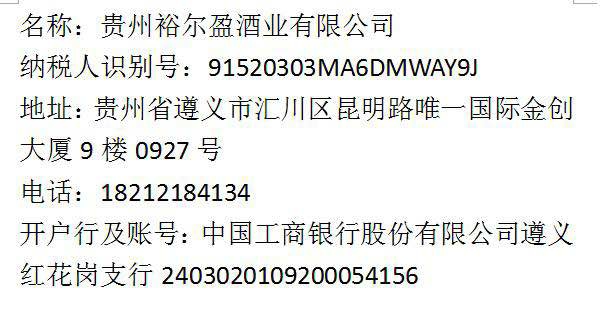 名称：贵州裕尔盈酒业有限公司
纳税人识别号：91520303MA6DMWAY9J
地址：贵州省遵义市汇川区昆明路唯一国际金创
大厦 9 楼 0927 号
电话：18212184134
开户行及账号：中国工商银行股份有限公司遵义
红花岗支行 2403020109200054156